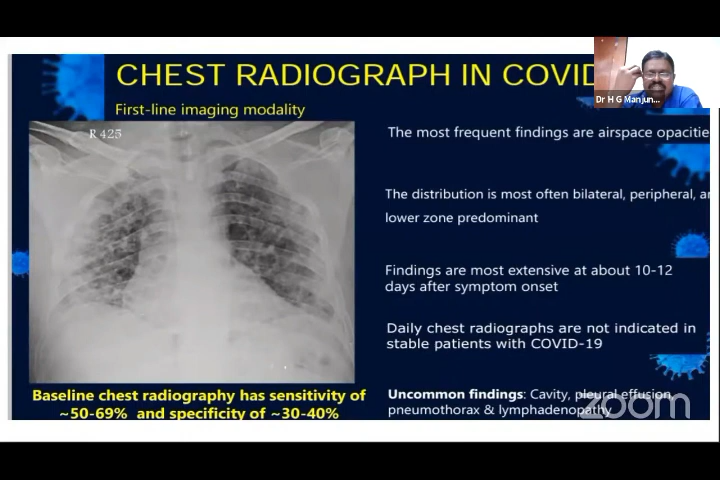 CHEST RADIOGRAPH IN COVID
Dr H G Manjun...
First-line imaging modality
R 425
The most frequent findings are airspace opacitie
The distribution is most often bilateral, peripheral, an
lower zone predominant
Findings are most extensive at about 10-12
days after symptom onset
Daily chest radiographs are not indicated in
stable patients with COVID-19
Baseline chest radiography has sensitivity of
~50-69% and specificity of ~30-40%
Uncommon findings: Cavity, pleural effusion,
pneumothorax & lymphadenopathy
zoom